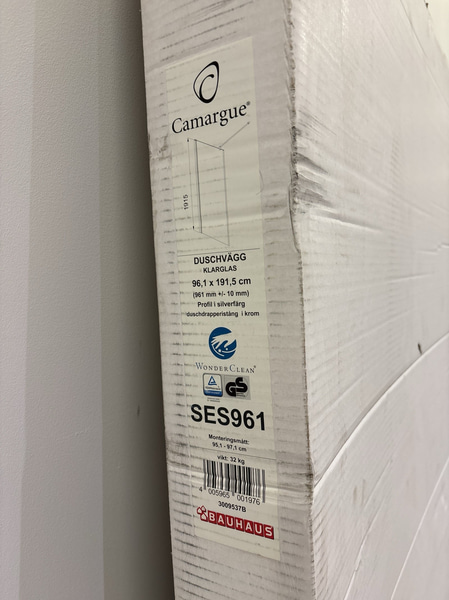 Camargue®
1915
DUSCHVÄGG
KLARGLAS
96,1 x 191,5 cm
(961 mm +/- 10 mm)
Profil i silverfärg
duschdrapperistång i krom
WONDERCLEAN®
GS
SES961
Monteringsmått:
95,1 - 97,1 cm
vikt: 32 kg
4 005965 001976
3009537B
BAUHAUS